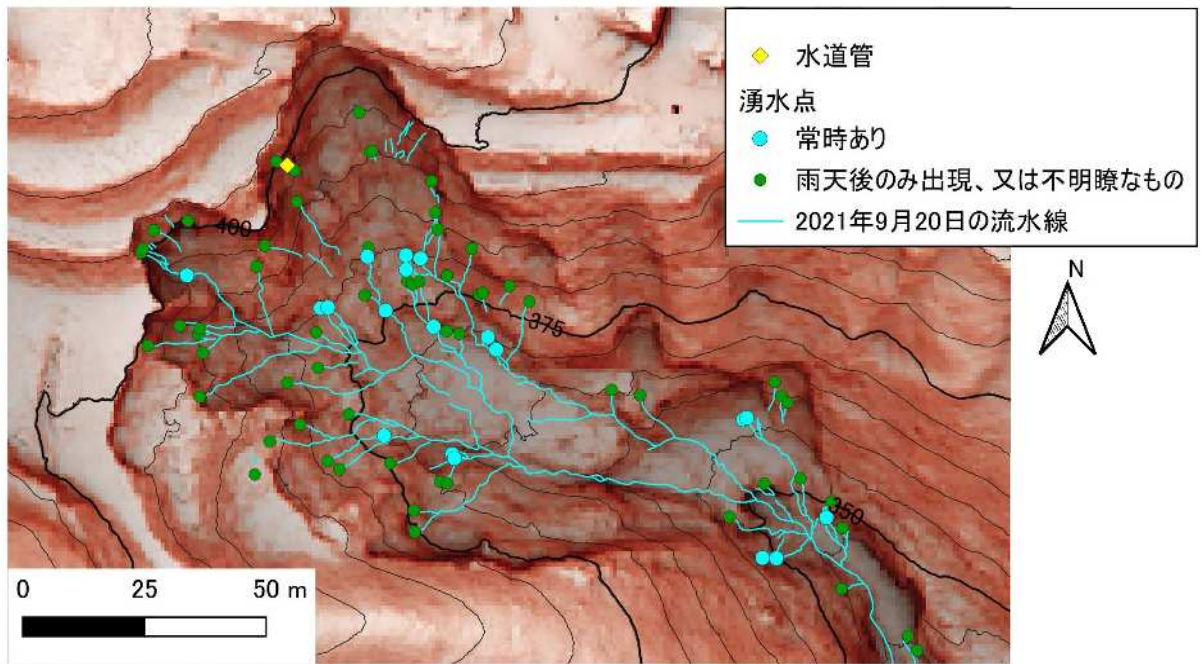 水道管
湧水点
常時あり
雨天後のみ出現、又は不明瞭なもの
2021年9月20日の流水線
N
400
375
350
0 25 50 m